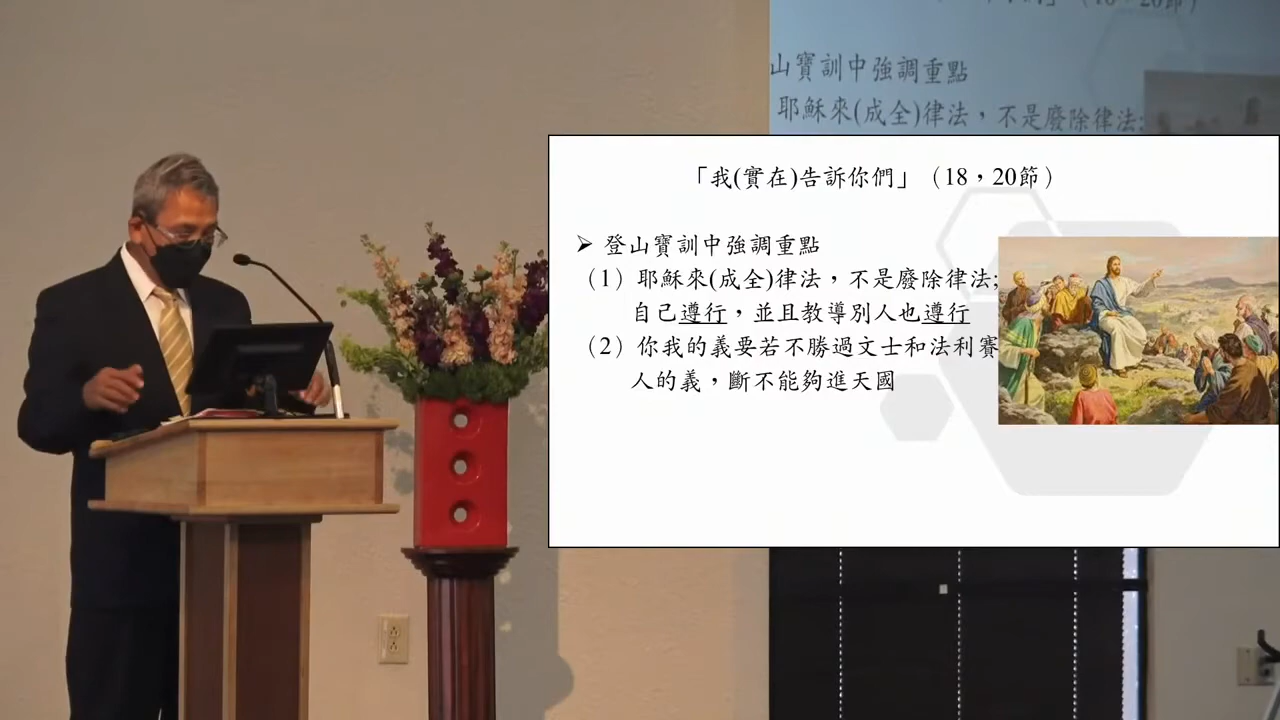 (18,20節)
山寶訓中強調重點
耶穌來(成全)律法,不是廢除律法;
「我(實在)告訴你們」(18,20節)
➢ 登山寶訓中強調重點
(1)耶穌來(成全)律法,不是廢除律法;
自己遵行,並且教導別人也遵行
(2)你我的義要若不勝過文士和法利賽
人的義,斷不能夠進天國